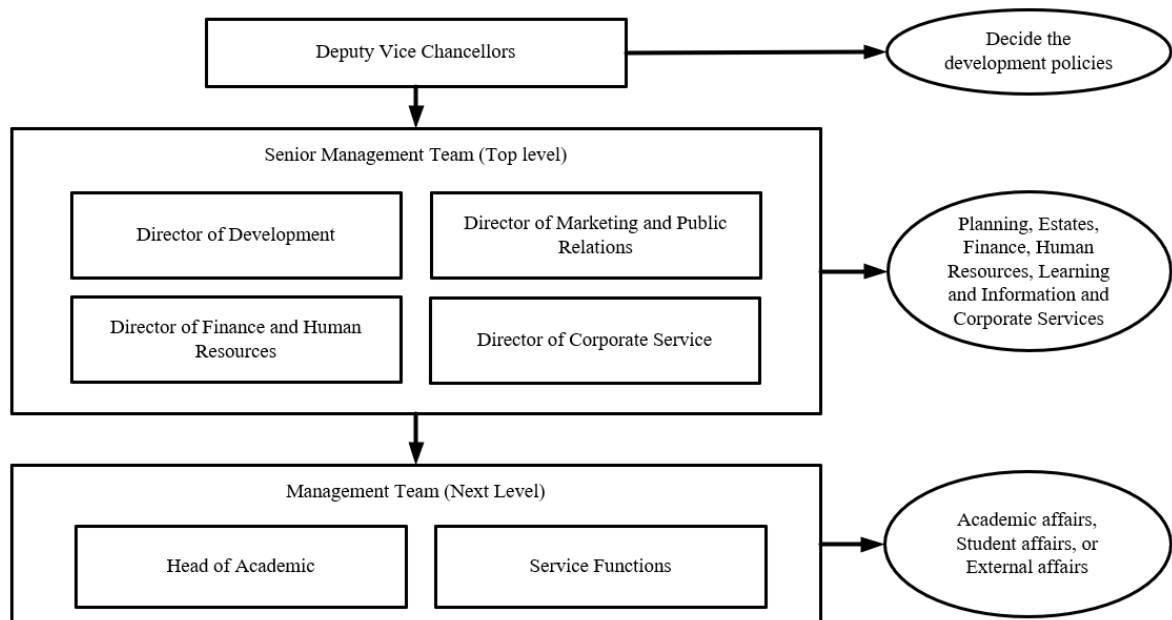 Deputy Vice Chancellors
Decide the
development policies
Senior Management Team (Top level)
Director of Development
Director of Marketing and Public
Relations
Director of Finance and Human
Resources
Director of Corporate Service
Planning, Estates,
Finance, Human
Resources, Learning
and Information and
Corporate Services
Management Team (Next Level)
Head of Academic
Service Functions
Academic affairs,
Student affairs, or
External affairs